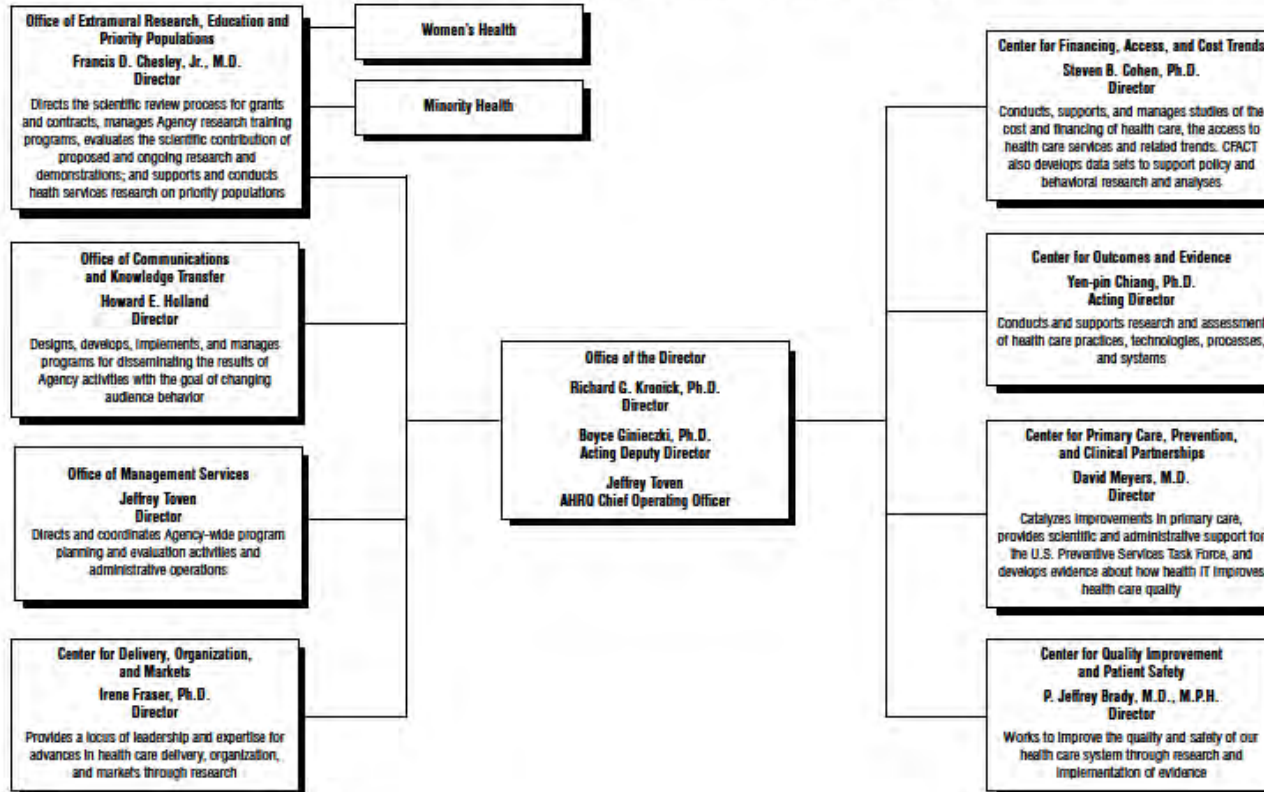 Office of Extramural Research, Education and
Priority Populations
Francis D. Chesley, Jr., M.D.
Director
Directs the scientific review process for grants
and contracts, manages Agency research training
programs, evaluates the scientific contribution of
proposed and ongoing research and
demonstrations; and supports and conducts
heath services research on priority populations
Women's Health
Minority Health
Office of Communications
and Knowledge Transfer
Howard E. Holland
Director
Designs, develops, implements, and manages
programs for disseminating the results of
Agency activities with the goal of changing
audience behavior
Office of Management Services
Jeffrey Toven
Director
Directs and coordinates Agency-wide program
planning and evaluation activities and
administrative operations
Center for Delivery, Organization,
and Markets
Irene Fraser, Ph.D.
Director
Provides a locus of leadership and expertise for
advances in health care delivery, organization,
and markets through research
Office of the Director
Richard G. Kronick, Ph.D.
Director
Boyce Ginieczki, Ph.D.
Acting Deputy Director
Jeffrey Toven
AHRQ Chief Operating Officer
Center for Financing, Access, and Cost Trends
Steven B. Cohen, Ph.D.
Director
Conducts, supports, and manages studies of the
cost and financing of health care, the access to
health care services and related trends. CFACT
also develops data sets to support policy and
behavioral research and analyses
Center for Outcomes and Evidence
Yen-pin Chiang, Ph.D.
Acting Director
Conducts and supports research and assessment
of health care practices, technologies, processes,
and systems
Center for Primary Care, Prevention,
and Clinical Partnerships
David Meyers, M.D.
Director
Catalyzes improvements in primary care,
provides scientific and administrative support for
the U.S. Preventive Services Task Force, and
develops evidence about how health IT improves
health care quality
Center for Quality Improvement
and Patient Safety
P. Jeffrey Brady, M.D., M.P.H.
Director
Works to improve the quality and safety of our
health care system through research and
implementation of evidence